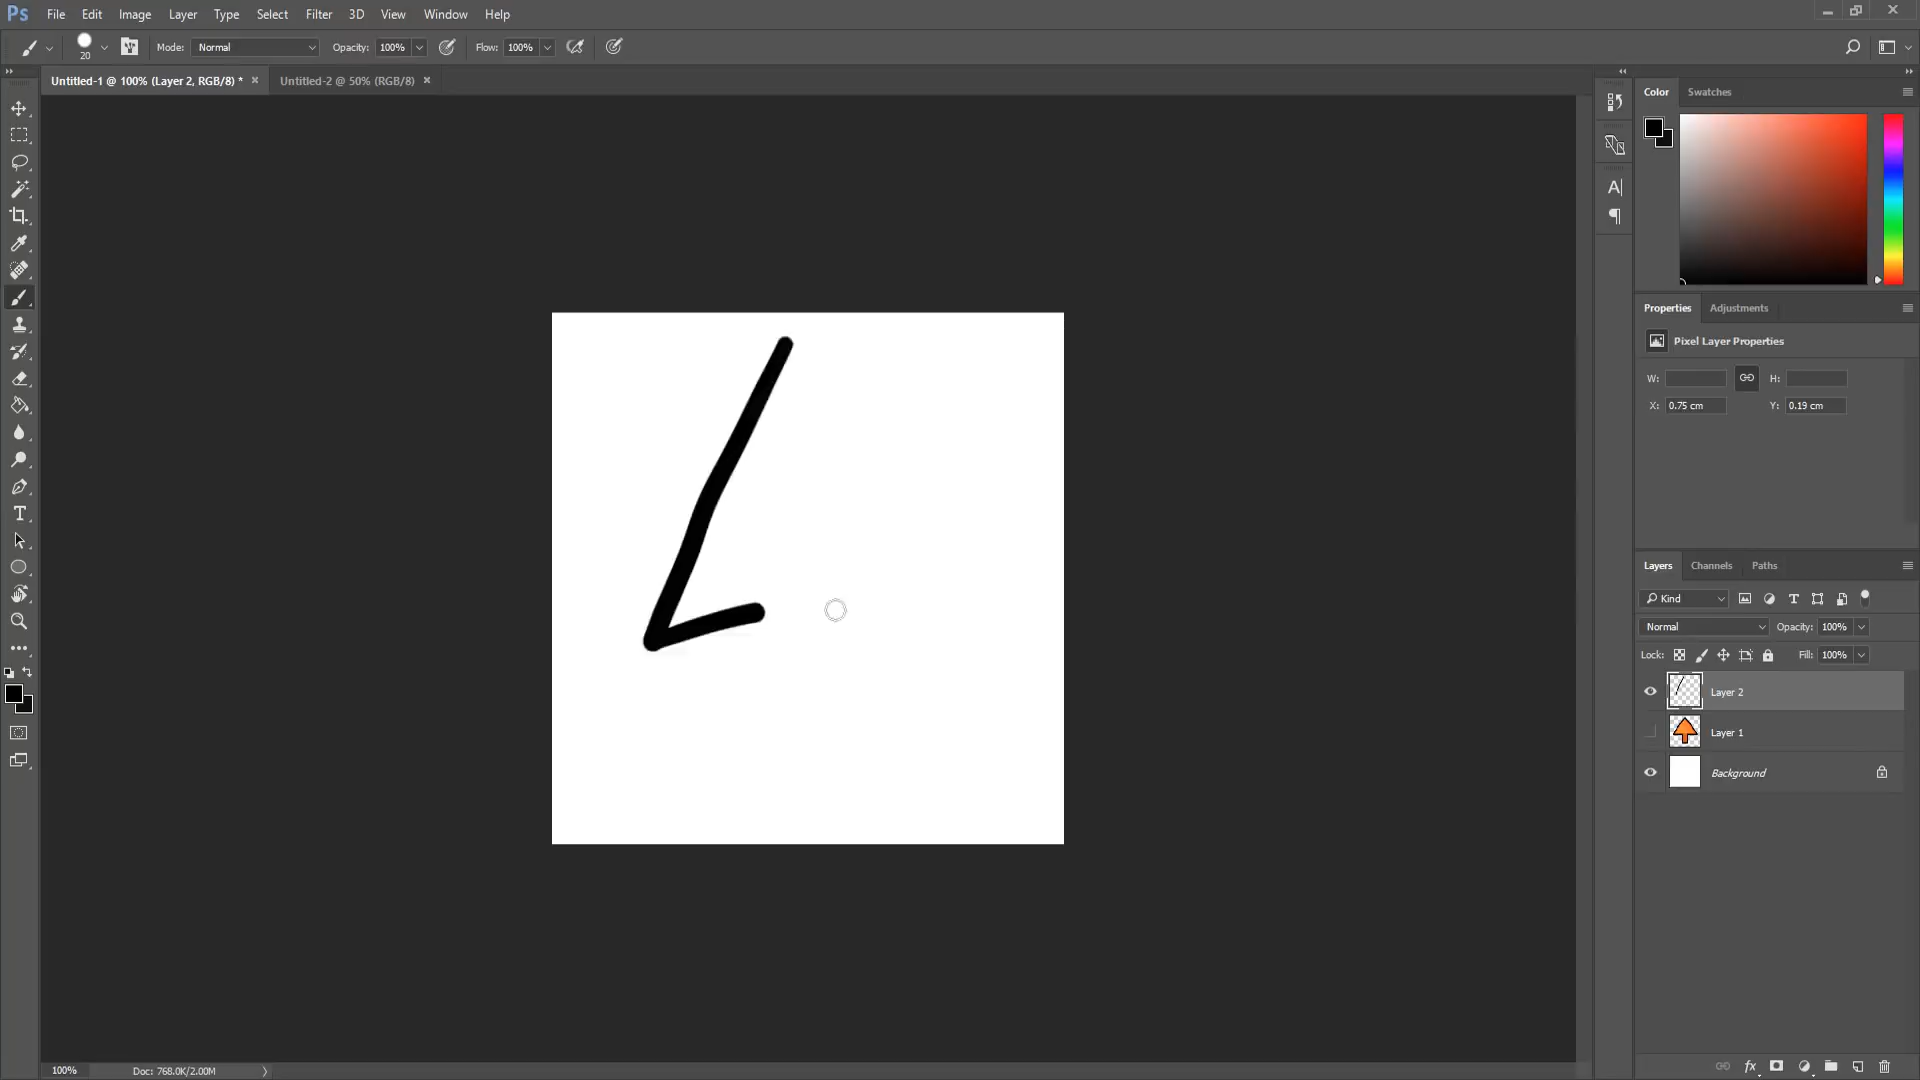 Ps File Edit Image Layer Type Select Filter 3D View Window Help
20 Mode: Normal Opacity: 100% Flow: 100%
Untitled-1 @ 100% (Layer 2, RGB/8) * × Untitled-2 @ 50% (RGB/8) ×
Color Swatches
Properties Adjustments
Pixel Layer Properties
W: H:
X: 0.75 cm Y: 0.19 cm
Layers Channels Paths
Kind
Normal Opacity: 100%
Lock: Fill: 100%
Layer 2
Layer 1
Background
100% Doc: 768.0K/2.00M